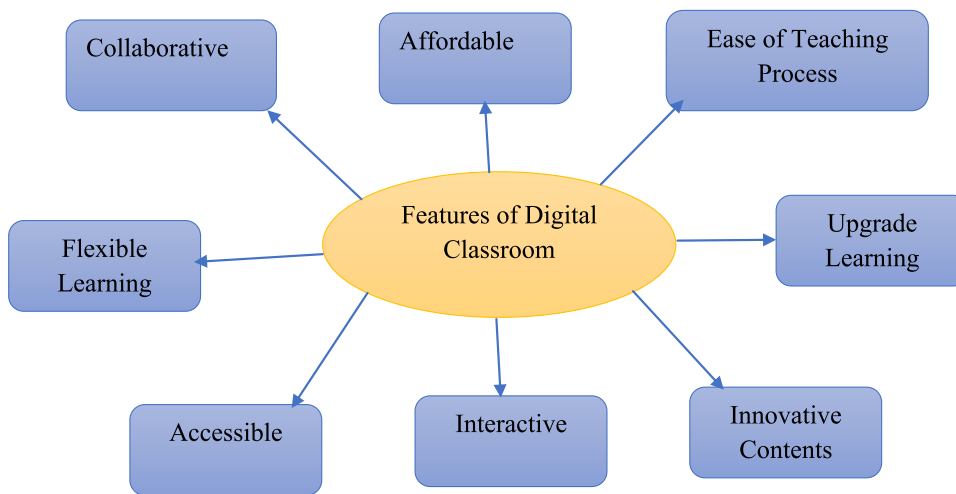 Collaborative
Affordable
Ease of Teaching
Process
Features of Digital
Classroom
Flexible
Learning
Upgrade
Learning
Accessible
Interactive
Innovative
Contents